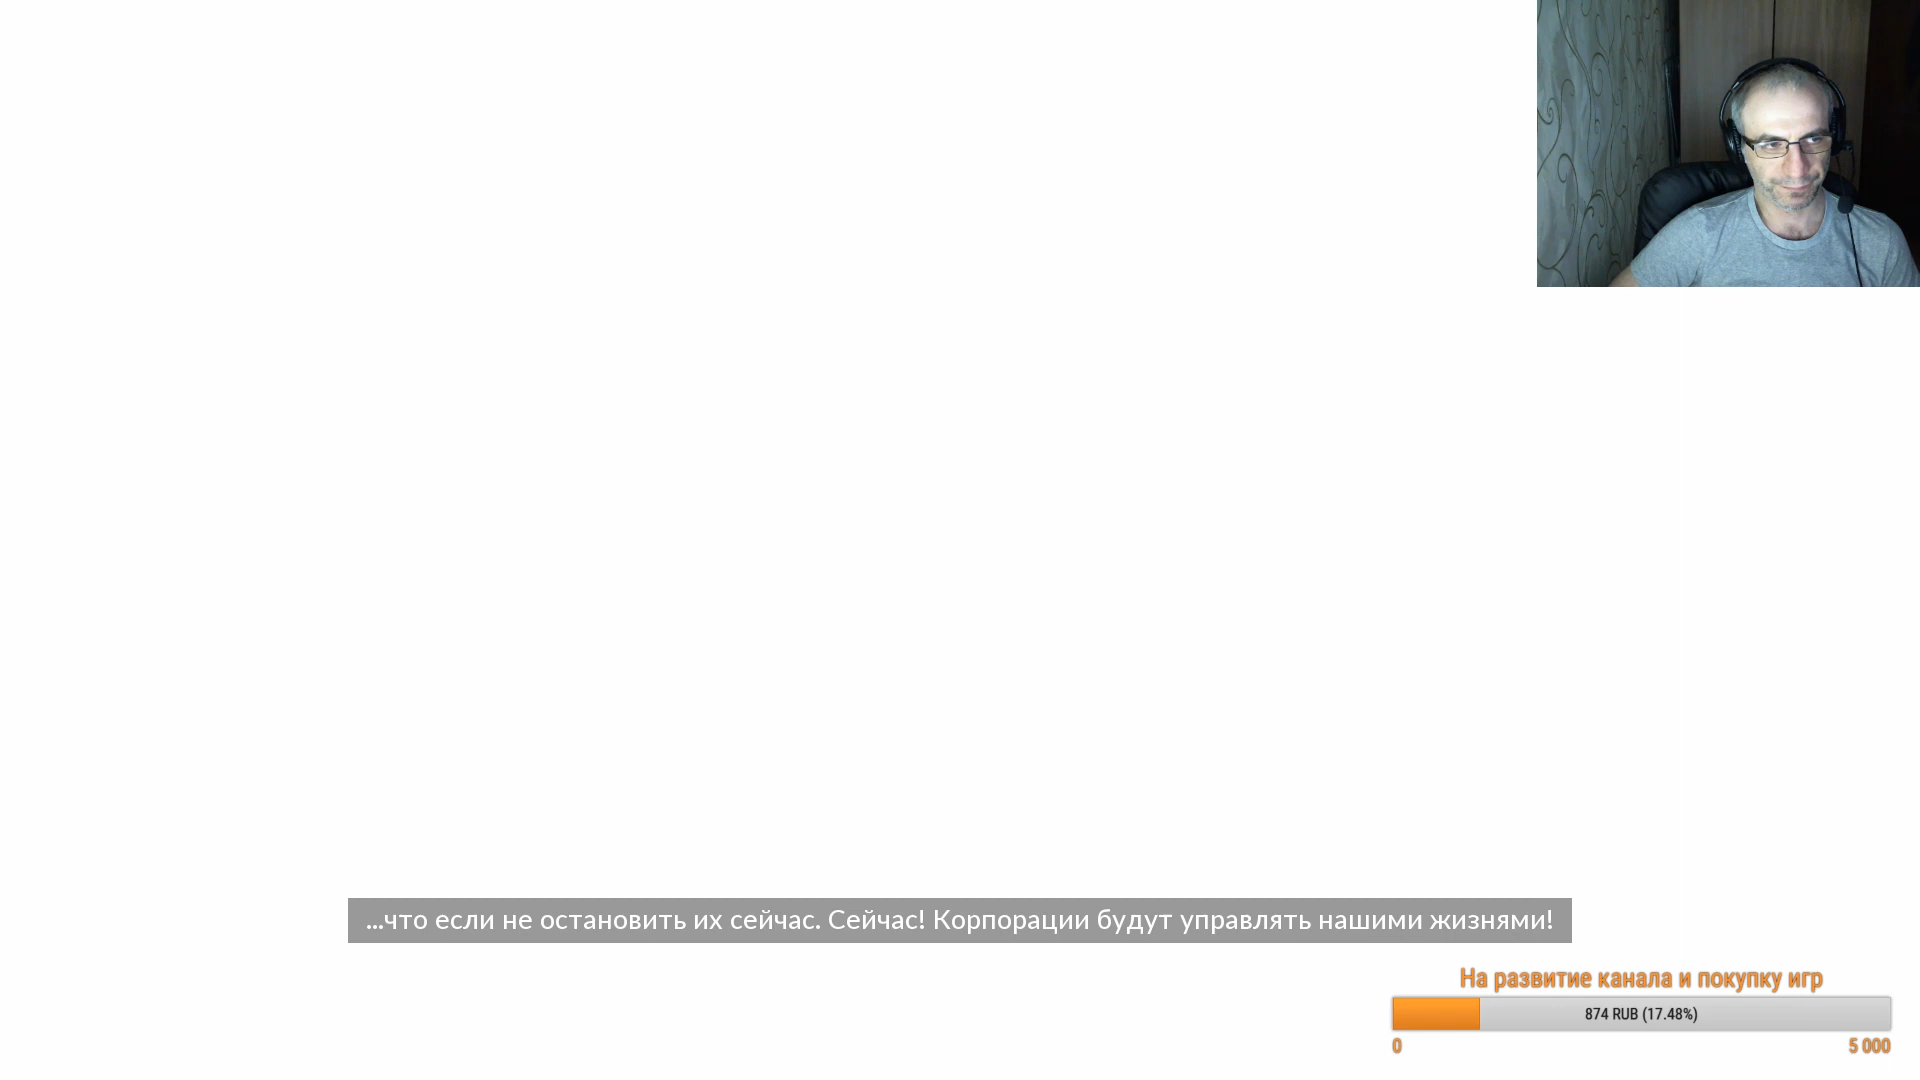 ...что если не остановить их сейчас. Сейчас! Корпорации будут управлять нашими жизнями!
На развитие канала и покупку игр
874 RUB (17.48%)
0 5 000